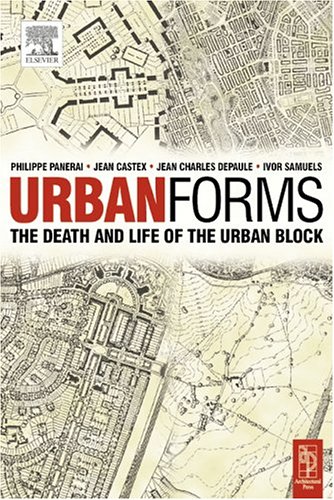 ELSEVIER
PHILIPPE PANERAI • JEAN CASTEX • JEAN CHARLES DEPAULE • IVOR SAMUELS
URBANFORMS
THE DEATH AND LIFE OF THE URBAN BLOCK
Architectural
Press